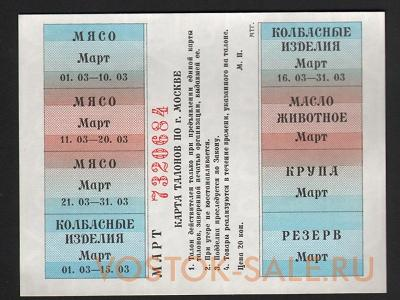 МЯСО
Март
01. 03—10. 03
МЯСО
Март
11. 03—20. 03
МЯСО
Март
21. 03—31. 03
КОЛБАСНЫЕ
ИЗДЕЛИЯ
Март
01. 03—15. 03
МАРТ 7320684
КАРТА ТАЛОНОВ ПО г. МОСКВЕ
1. Талон действителен только при предъявлении единой карты
талонов, заверенной печатью организации, выдавшей ее.
2. При утере не восстанавливается.
3. Подделка преследуется по Закону.
4. Товары реализуются в течение времени, указанного на талоне.
Цена 20 коп.
М. П.
МТГ.
КОЛБАСНЫЕ
ИЗДЕЛИЯ
Март
16. 03—31. 03
МАСЛО
ЖИВОТНОЕ
Март
КРУПА
Март
РЕЗЕРВ
Март
VOSTOK-SALE.RU